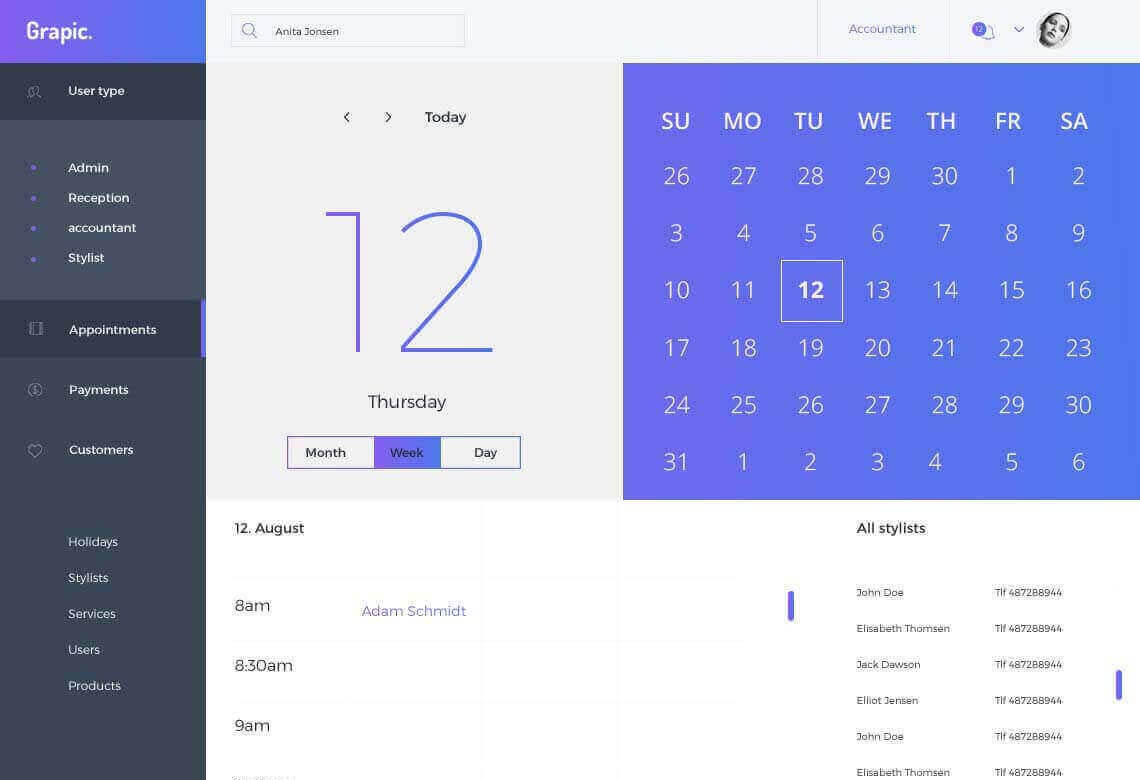 Grapic.
Anita Jonsen
Accountant
12
User type
Admin
Reception
accountant
Stylist
Appointments
Payments
Customers
Holidays
Stylists
Services
Users
Products
Today
12
Thursday
Month Week Day
SU MO TU WE TH FR SA
26 27 28 29 30 1 2
3 4 5 6 7 8 9
10 11 12 13 14 15 16
17 18 19 20 21 22 23
24 25 26 27 28 29 30
31 1 2 3 4 5 6
12. August
8am Adam Schmidt
8:30am
9am
All stylists
John Doe Tlf 487288944
Elisabeth Thomsen Tlf 487288944
Jack Dawson Tlf 487288944
Elliot Jensen Tlf 487288944
John Doe Tlf 487288944
Elisabeth Thomsen Tlf 487288944